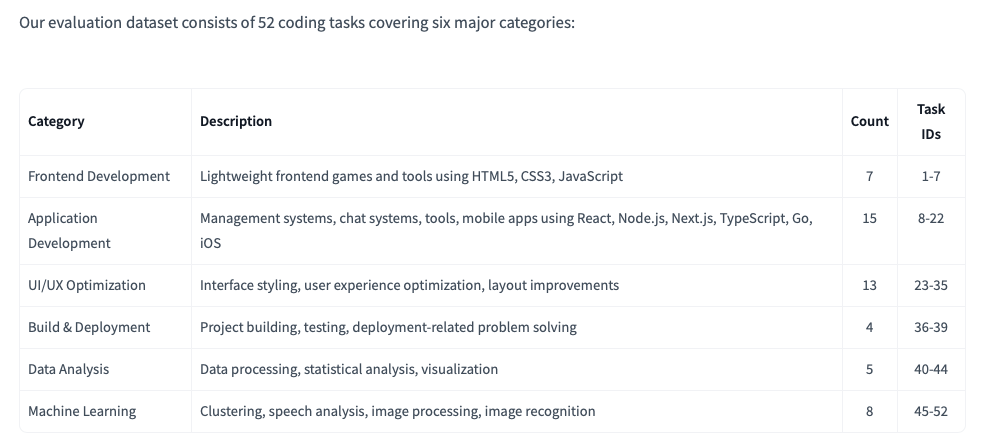 Our evaluation dataset consists of 52 coding tasks covering six major categories:
Category Description Count Task IDs
Frontend Development Lightweight frontend games and tools using HTML5, CSS3, JavaScript 7 1-7
Application Development Management systems, chat systems, tools, mobile apps using React, Node.js, Next.js, TypeScript, Go, iOS 15 8-22
UI/UX Optimization Interface styling, user experience optimization, layout improvements 13 23-35
Build & Deployment Project building, testing, deployment-related problem solving 4 36-39
Data Analysis Data processing, statistical analysis, visualization 5 40-44
Machine Learning Clustering, speech analysis, image processing, image recognition 8 45-52